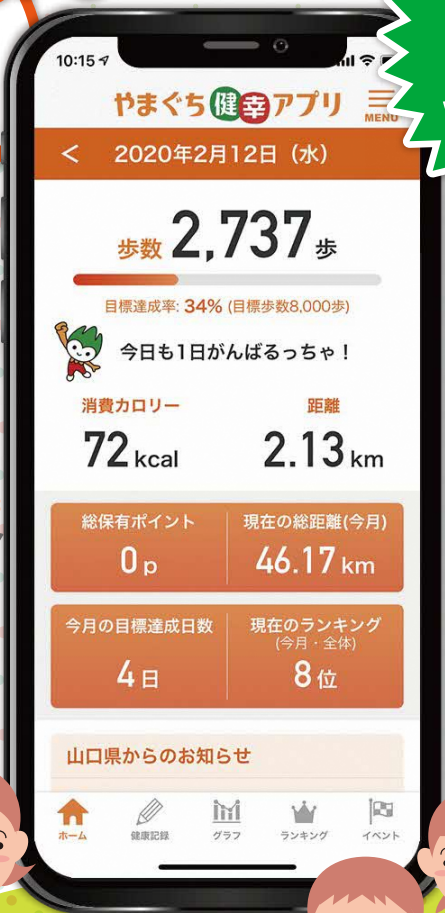 10:15
やまぐち健幸アプリ
MENU
< 2020年2月12日（水）
歩数 2,737 歩
目標達成率: 34% (目標歩数8,000歩)
今日も1日がんばるっちゃ！
消費カロリー 距離
72 kcal 2.13 km
総保有ポイント 現在の総距離(今月)
0 p 46.17 km
今月の目標達成日数 現在のランキング
(今月・全体)
4 日 8 位
山口県からのお知らせ
ホーム 健康記録 グラフ ランキング イベント